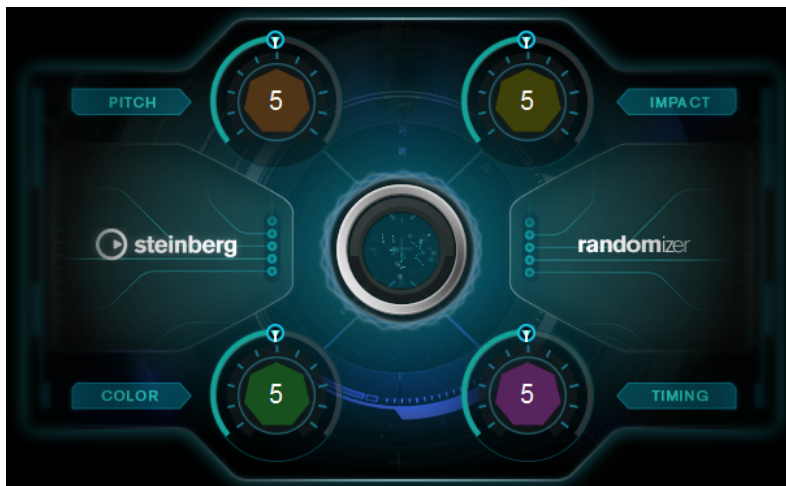 5
5
PITCH
IMPACT
steinberg
randomizer
5
5
COLOR
TIMING